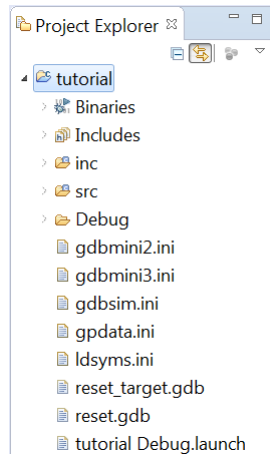 Project Explorer
tutorial
Binaries
Includes
inc
src
Debug
gdbmini2.ini
gdbmini3.ini
gdbsim.ini
gpdata.ini
ldsyms.ini
reset_target.gdb
reset.gdb
tutorial Debug.launch